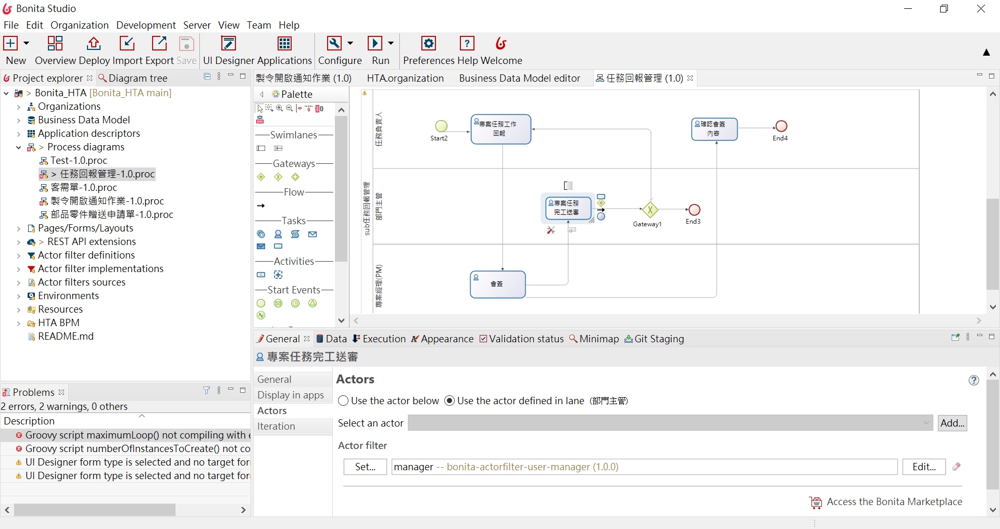 Bonita Studio
File Edit Organization Development Server View Team Help
New Overview Deploy Import Export Save UI Designer Applications Configure Run Preferences Help Welcome
Project explorer Diagram tree
Bonita_HTA [Bonita_HTA main]
Organizations
Business Data Model
Application descriptors
> Process diagrams
Test-1.0.proc
> 任務回報管理-1.0.proc
客需單-1.0.proc
製令開啟通知作業-1.0.proc
部品零件贈送申請單-1.0.proc
Pages/Forms/Layouts
> REST API extensions
Actor filter definitions
Actor filter implementations
Actor filters sources
Environments
Resources
HTA BPM
README.md
Problems
2 errors, 2 warnings, 0 others
Description
Groovy script maximumLoop() not compiling with e
Groovy script numberOfInstancesToCreate() not co
UI Designer form type is selected and no target for
UI Designer form type is selected and no target for
製令開啟通知作業 (1.0) HTA.organization Business Data Model editor 任務回報管理 (1.0)
Palette
Swimlanes
Gateways
Flow
Tasks
Activities
Start Events
sub任務回報管理
任務負責人
Start2
專案任務工作
回報
確認會簽
內容
End4
部門主管
專案任務
完工送審
Gateway1
End3
專案經理(PM)
會簽
General Data Execution Appearance Validation status Minimap Git Staging
專案任務完工送審
General
Display in apps
Actors
Iteration
Actors
Use the actor below Use the actor defined in lane (部門主管)
Select an actor Add...
Actor filter
Set... manager -- bonita-actorfilter-user-manager (1.0.0) Edit...
Access the Bonita Marketplace